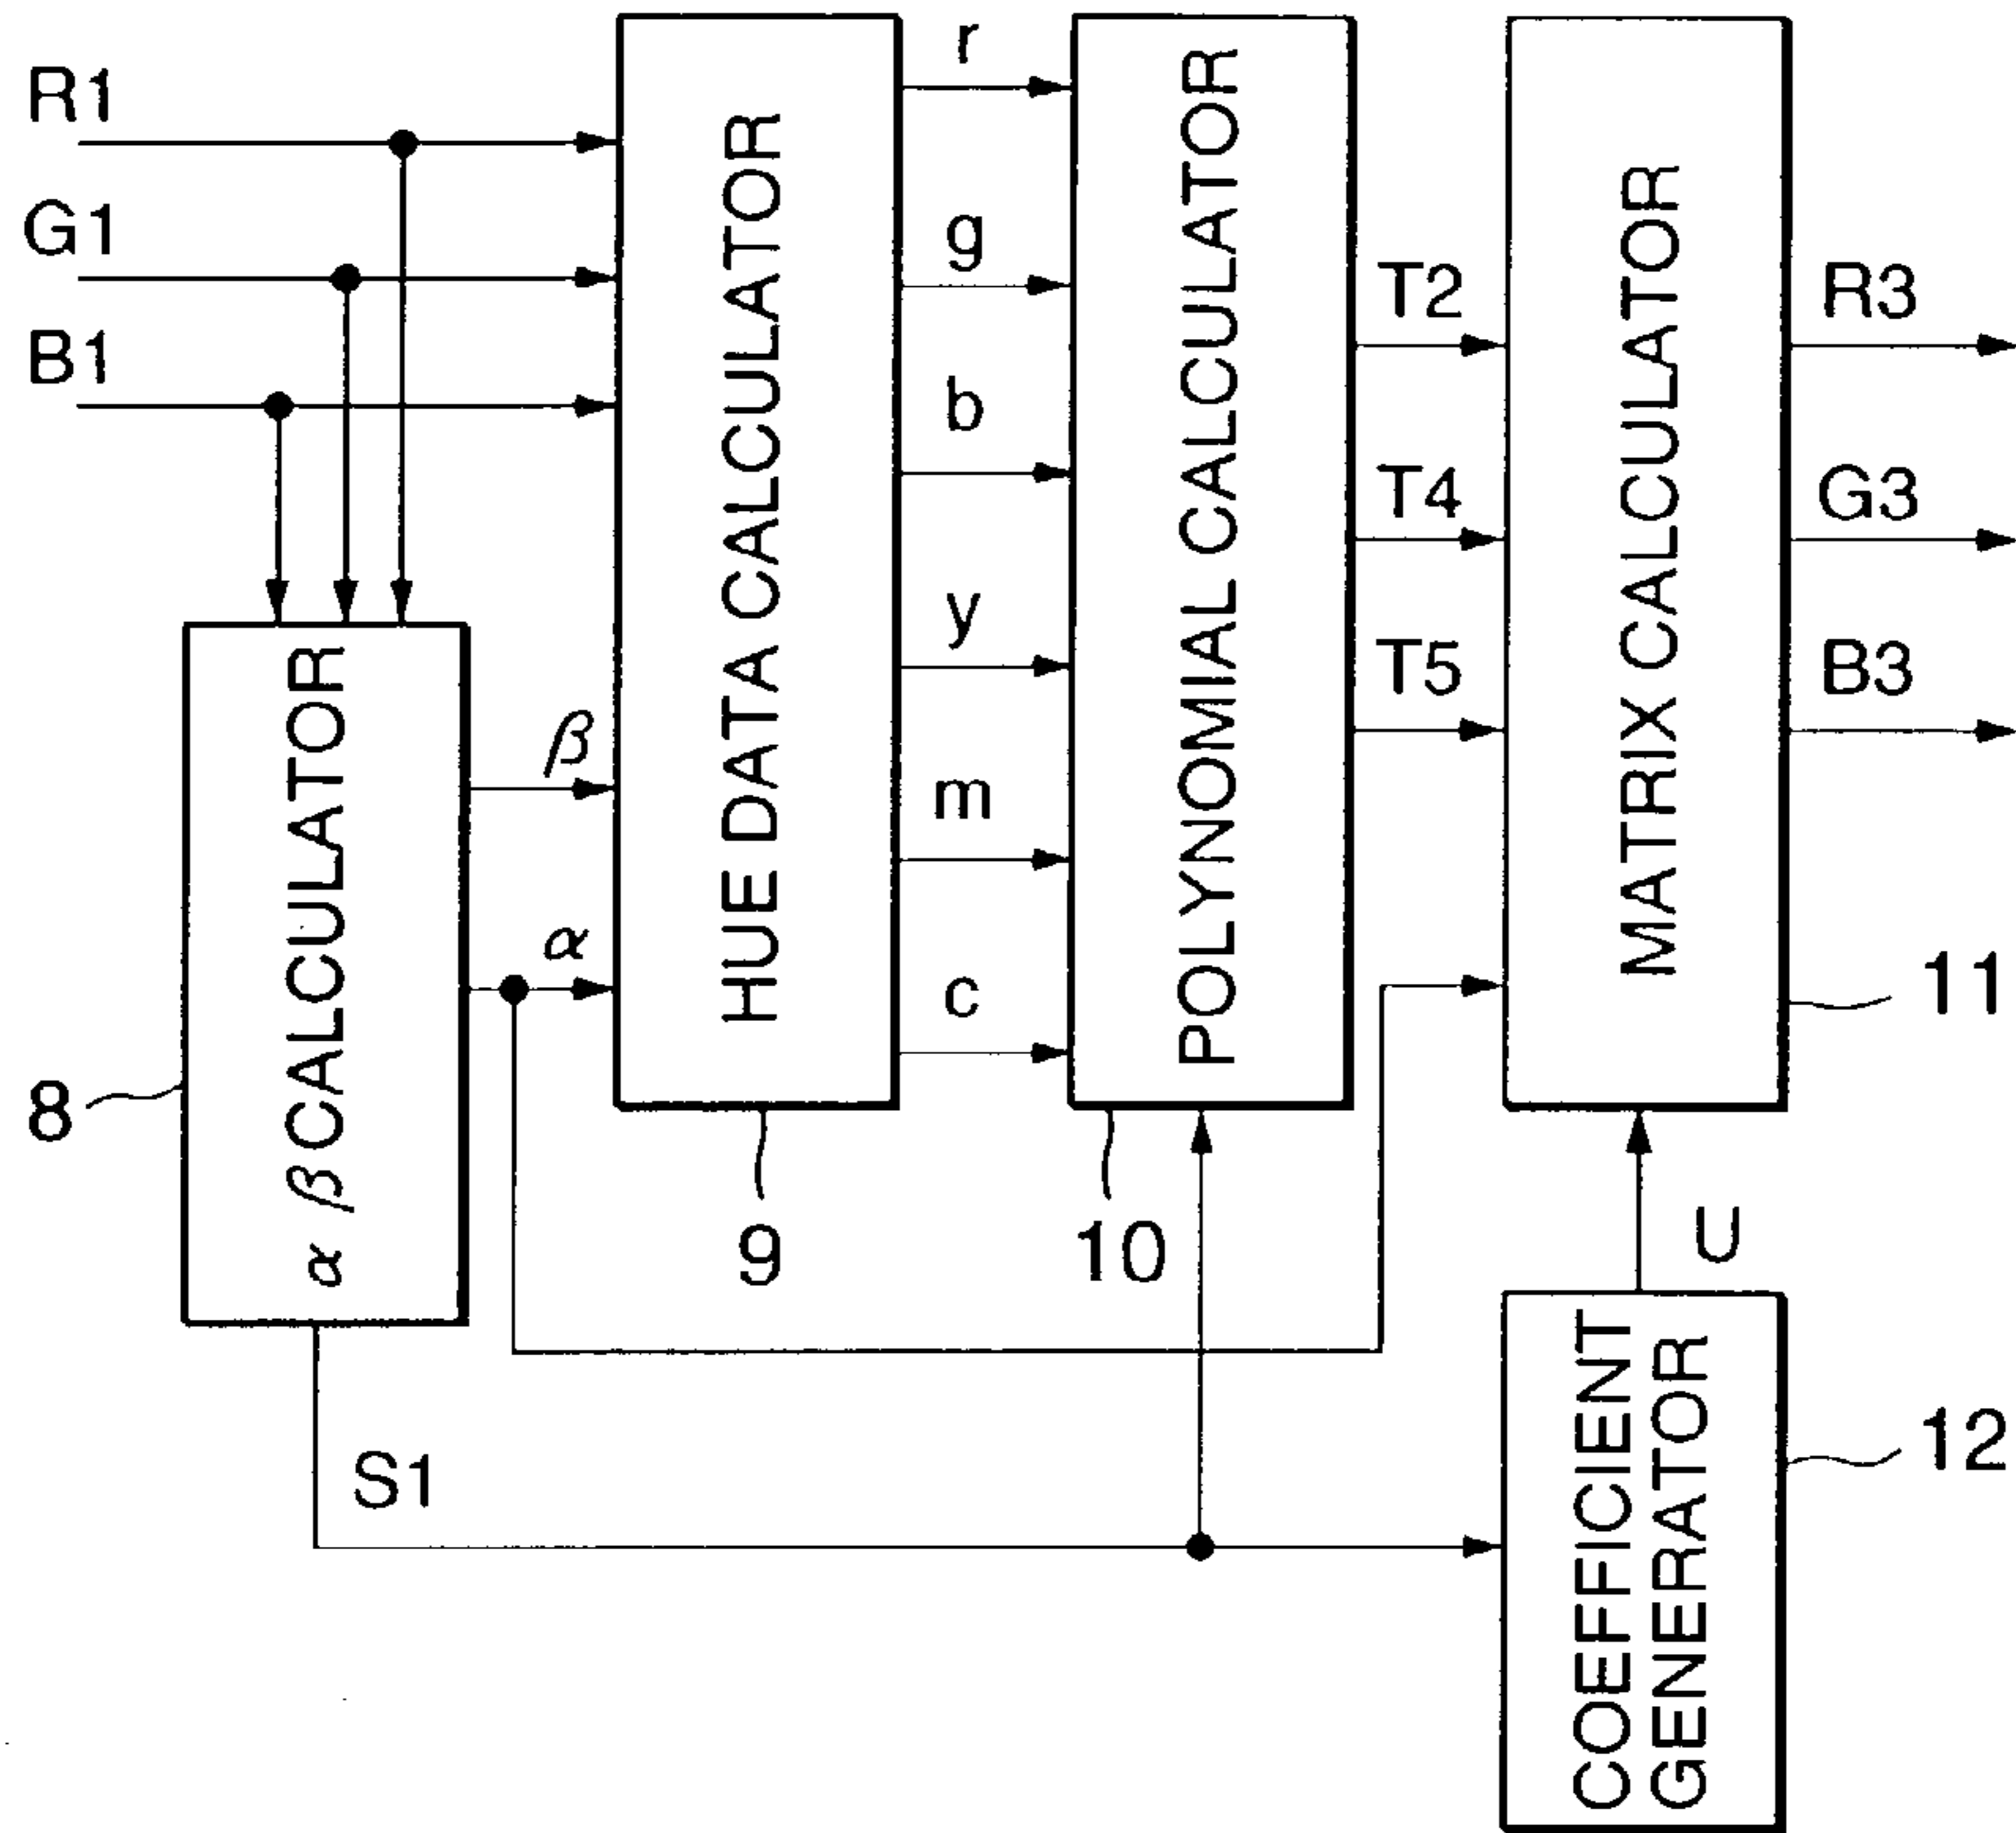 R1
G1
B1
α β CALCULATOR
8
β
α
S1
HUE DATA CALCULATOR
9
r
g
b
y
m
c
POLYNOMIAL CALCULATOR
10
T2
T4
T5
MATRIX CALCULATOR
11
R3
G3
B3
U
COEFFICIENT
GENERATOR
12